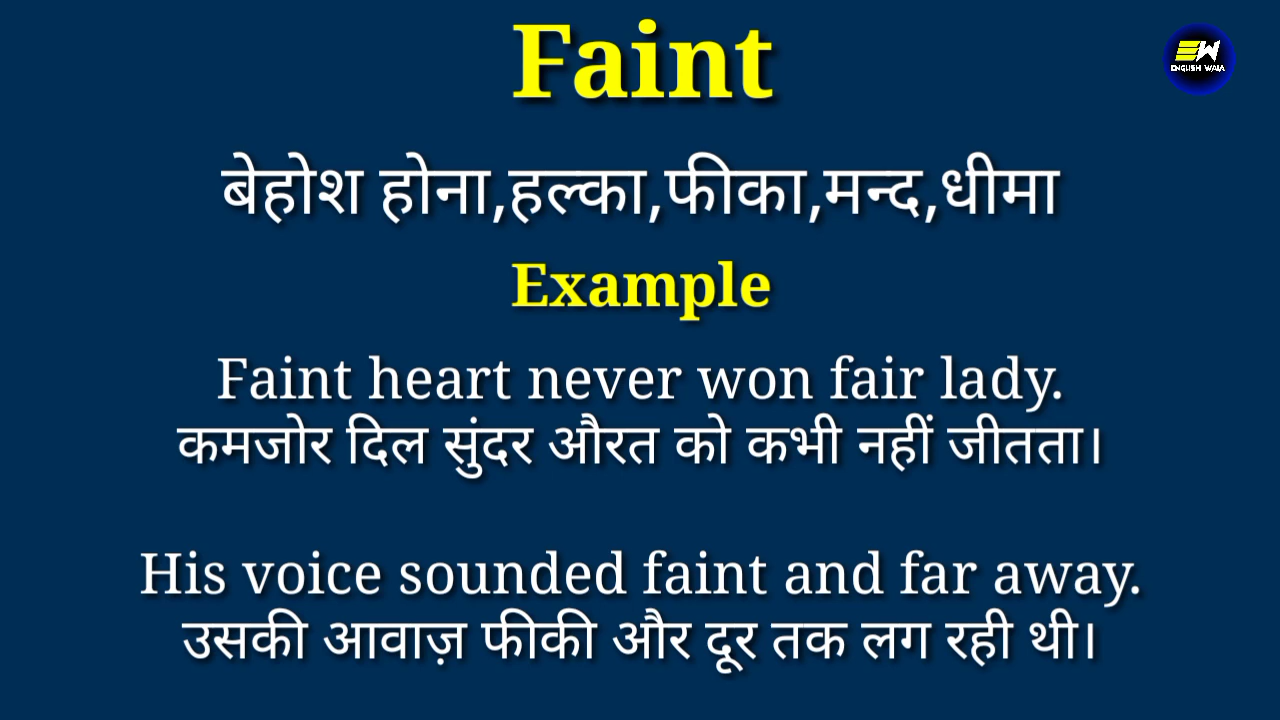 Faint
EW
ENGLISH WALA
बेहोश होना,हल्का,फीका,मन्द,धीमा
Example
Faint heart never won fair lady.
कमजोर दिल सुंदर औरत को कभी नहीं जीतता।
His voice sounded faint and far away.
उसकी आवाज़ फीकी और दूर तक लग रही थी।